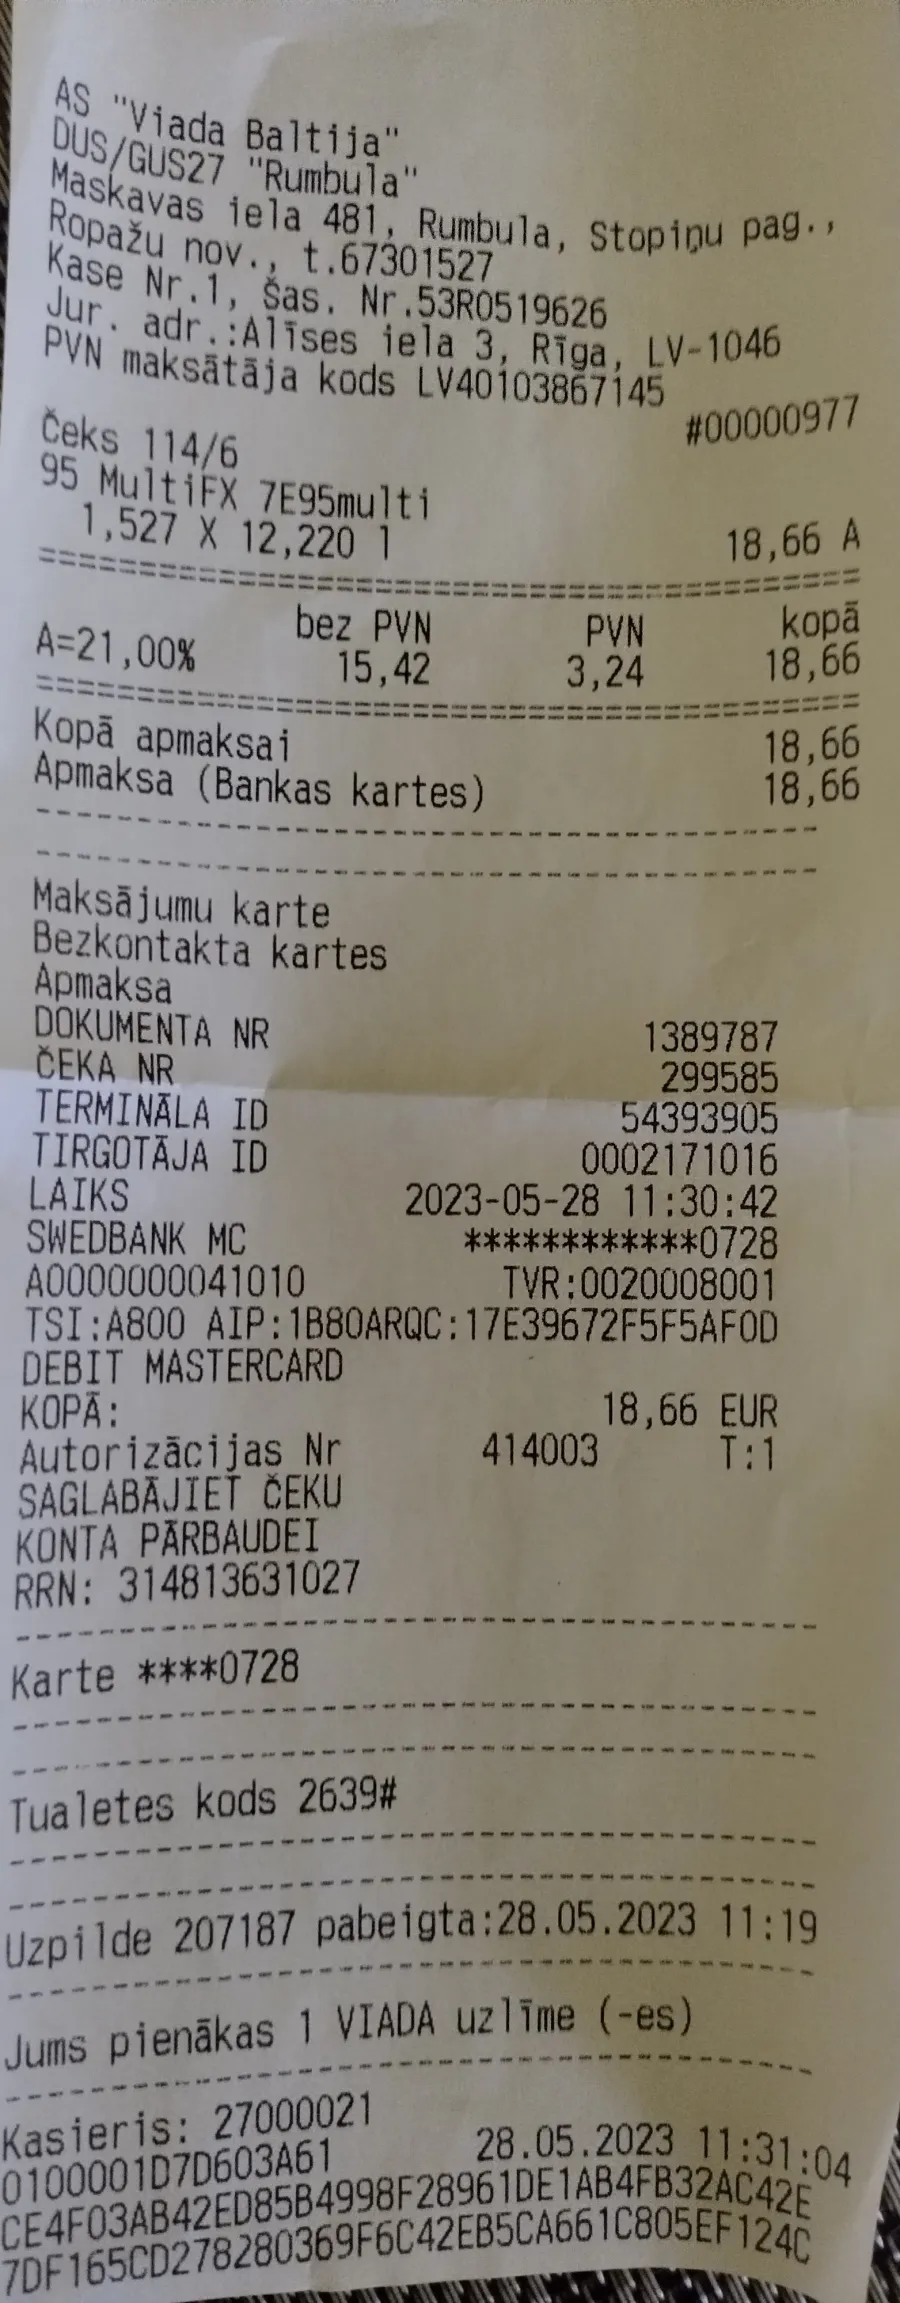 AS "Viada Baltija"
DUS/GUS27 "Rumbula"
Maskavas iela 481, Rumbula, Stopiņu pag.,
Ropažu nov., t.67301527
Kase Nr.1, Šas. Nr.53R0519626
Jur. adr.:Alīses iela 3, Rīga, LV-1046
PVN maksātāja kods LV40103867145
#00000977
Čeks 114/6
95 MultiFX 7E95multi
1,527 X 12,220 l 18,66 A
bez PVN PVN kopā
A=21,00% 15,42 3,24 18,66
Kopā apmaksai 18,66
Apmaksa (Bankas kartes) 18,66
Maksājumu karte
Bezkontakta kartes
Apmaksa
DOKUMENTA NR 1389787
ČEKA NR 299585
TERMINĀLA ID 54393905
TIRGOTĀJA ID 0002171016
LAIKS 2023-05-28 11:30:42
SWEDBANK MC ************0728
A0000000041010 TVR:0020008001
TSI:A800 AIP:1B80ARQC:17E39672F5F5AF0D
DEBIT MASTERCARD
KOPĀ: 18,66 EUR
Autorizācijas Nr 414003 T:1
SAGLABĀJIET ČEKU
KONTA PĀRBAUDEI
RRN: 314813631027
Karte ****0728
Tualetes kods 2639#
Uzpilde 207187 pabeigta:28.05.2023 11:19
Jums pienākas 1 VIADA uzlīme (-es)
Kasieris: 27000021
0100001D7D603A61 28.05.2023 11:31:04
CE4F03AB42ED85B4998F28961DE1AB4FB32AC42E
7DF165CD278280369F6C42EB5CA661C805EF124C